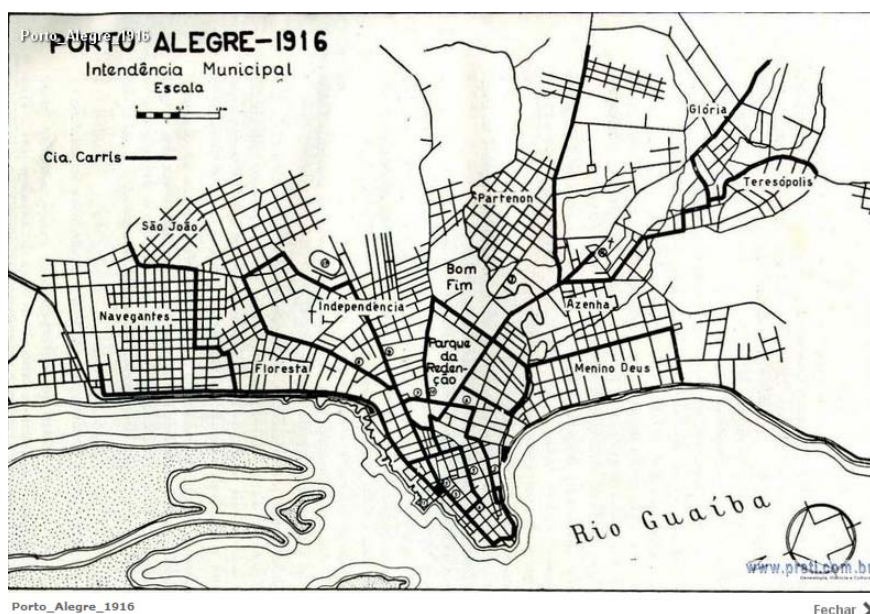 Porto_Alegre_1916
PORTO ALEGRE-1916
Intendência Municipal
Escala
Cia. Carris
Glória
Teresópolis
Partenon
São João
Bom
Fim
Independência
Azenha
Navegantes
Parque
da
Reden-
ção
Floresta
Menino Deus
Rio Guaíba
www.prati.com.br
Porto_Alegre_1916
Fechar X